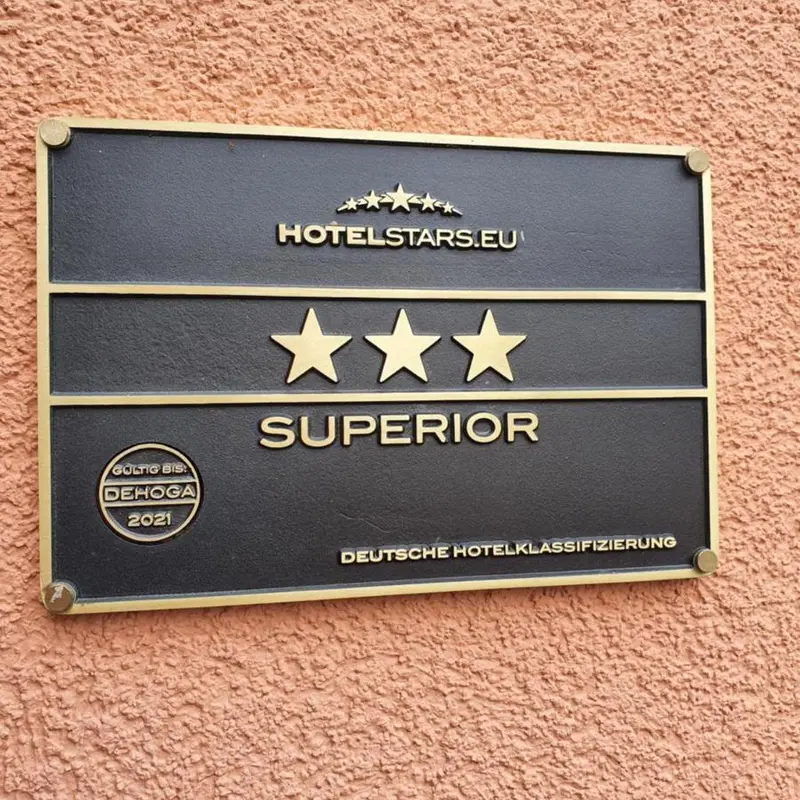 HOTELSTARS.EU
SUPERIOR
GÜLTIG BIS:
DEHOGA
2021
DEUTSCHE HOTELKLASSIFIZIERUNG